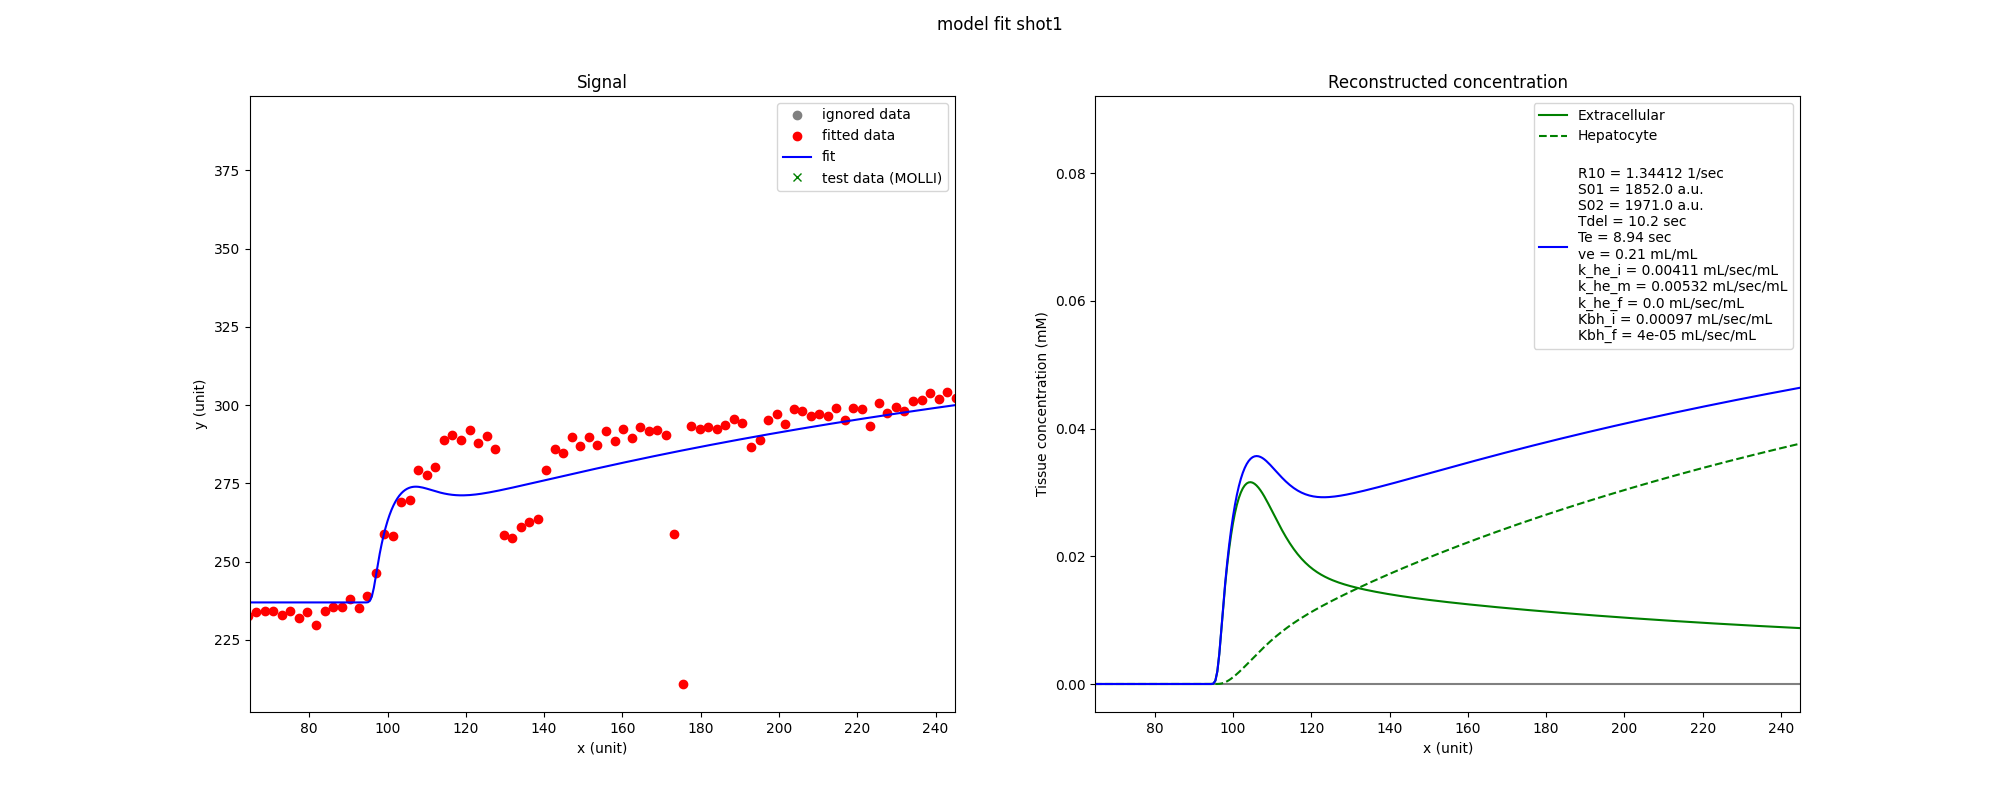 model fit shot1
Signal
375
350
325
300
275
250
225
80 100 120 140 160 180 200 220 240
x (unit)
y (unit)
ignored data
fitted data
fit
test data (MOLLI)
Reconstructed concentration
0.08
0.06
0.04
0.02
0.00
80 100 120 140 160 180 200 220 240
x (unit)
Tissue concentration (mM)
Extracellular
Hepatocyte
R10 = 1.34412 1/sec
S01 = 1852.0 a.u.
S02 = 1971.0 a.u.
Tdel = 10.2 sec
Te = 8.94 sec
ve = 0.21 mL/mL
k_he_i = 0.00411 mL/sec/mL
k_he_m = 0.00532 mL/sec/mL
k_he_f = 0.0 mL/sec/mL
Kbh_i = 0.00097 mL/sec/mL
Kbh_f = 4e-05 mL/sec/mL